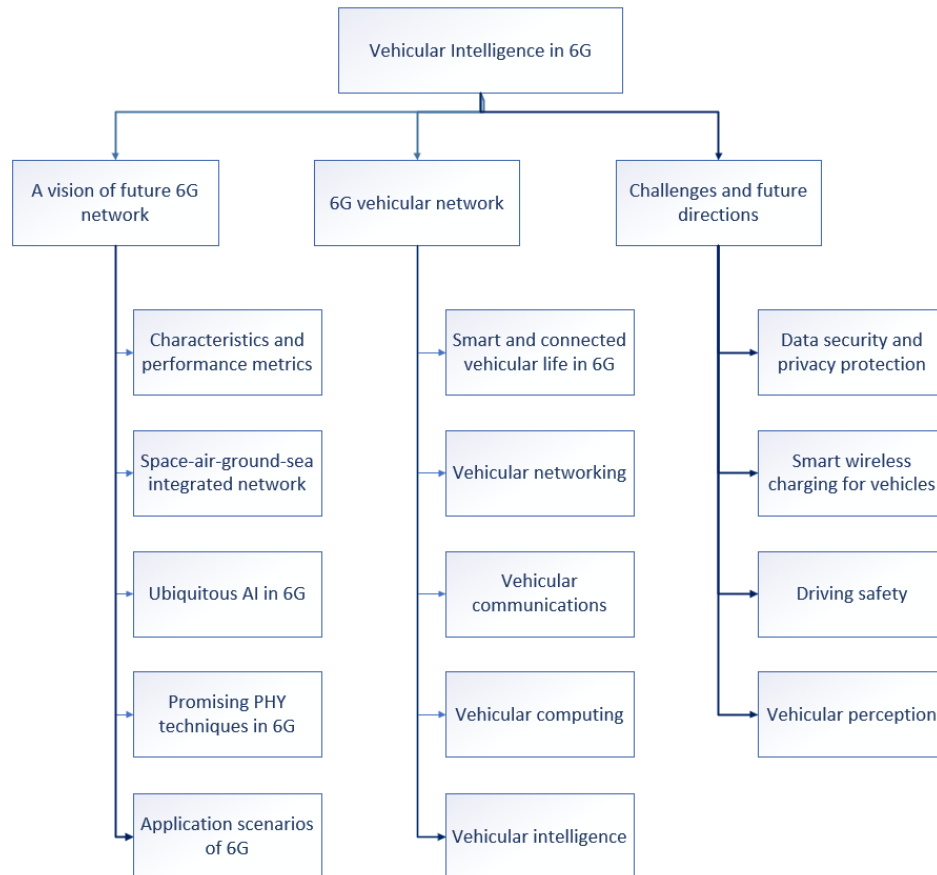 Vehicular Intelligence in 6G
A vision of future 6G
network
6G vehicular network
Challenges and future
directions
Characteristics and
performance metrics
Space-air-ground-sea
integrated network
Ubiquitous AI in 6G
Promising PHY
techniques in 6G
Application scenarios
of 6G
Smart and connected
vehicular life in 6G
Vehicular networking
Vehicular
communications
Vehicular computing
Vehicular intelligence
Data security and
privacy protection
Smart wireless
charging for vehicles
Driving safety
Vehicular perception